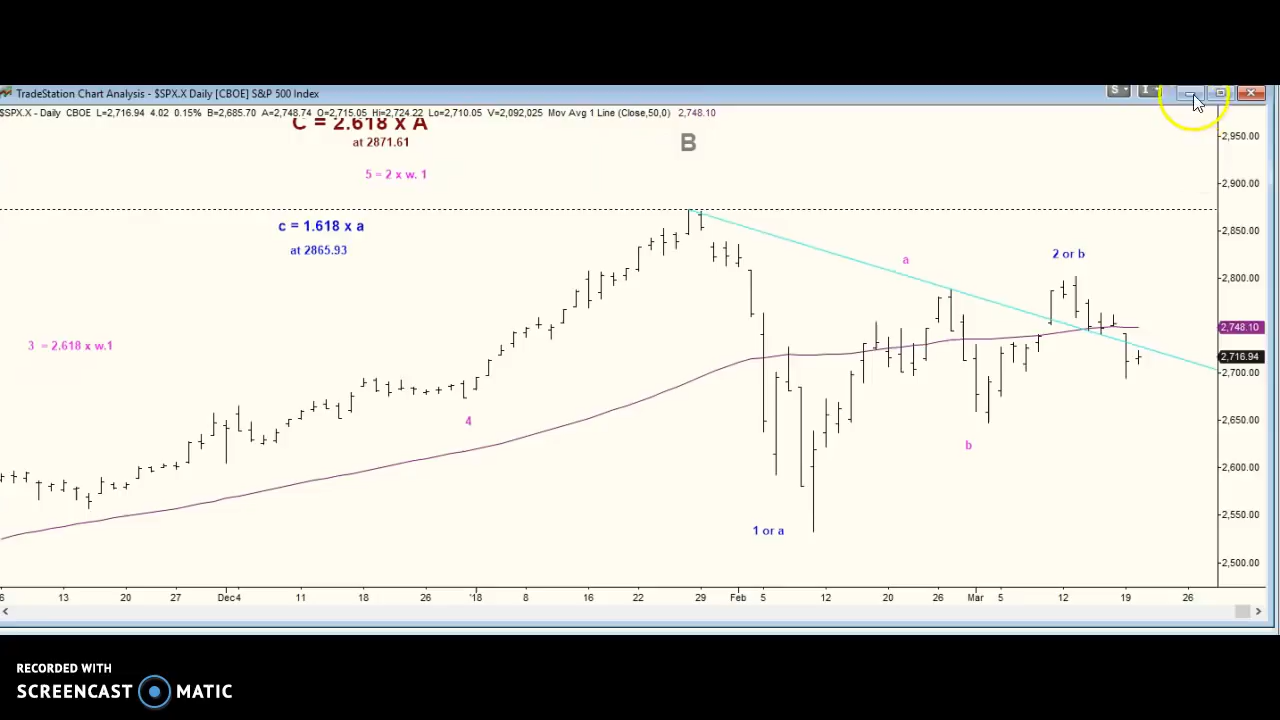 TradeStation Chart Analysis - $SPX.X Daily [CBOE] S&P 500 Index
S
I
$SPX.X - Daily CBOE L=2,716.94 4.02 0.15% B=2,685.70 A=2,748.74 O=2,715.05 Hi=2,724.22 Lo=2,710.05 V=2,092,025 Mov Avg 1 Line (Close,50,0) 2,748.10
C = 2.618 x A
at 2871.61
5 = 2 x w. 1
c = 1.618 x a
at 2865.93
3 = 2.618 x w.1
B
a
2 or b
4
b
1 or a
2,950.00
2,900.00
2,850.00
2,800.00
2,748.10
2,716.94
2,700.00
2,650.00
2,600.00
2,550.00
2,500.00
6 13 20 27 Dec4 11 18 26 '18 8 16 22 29 Feb 5 12 20 26 Mar 5 12 19 26
RECORDED WITH
SCREENCAST MATIC